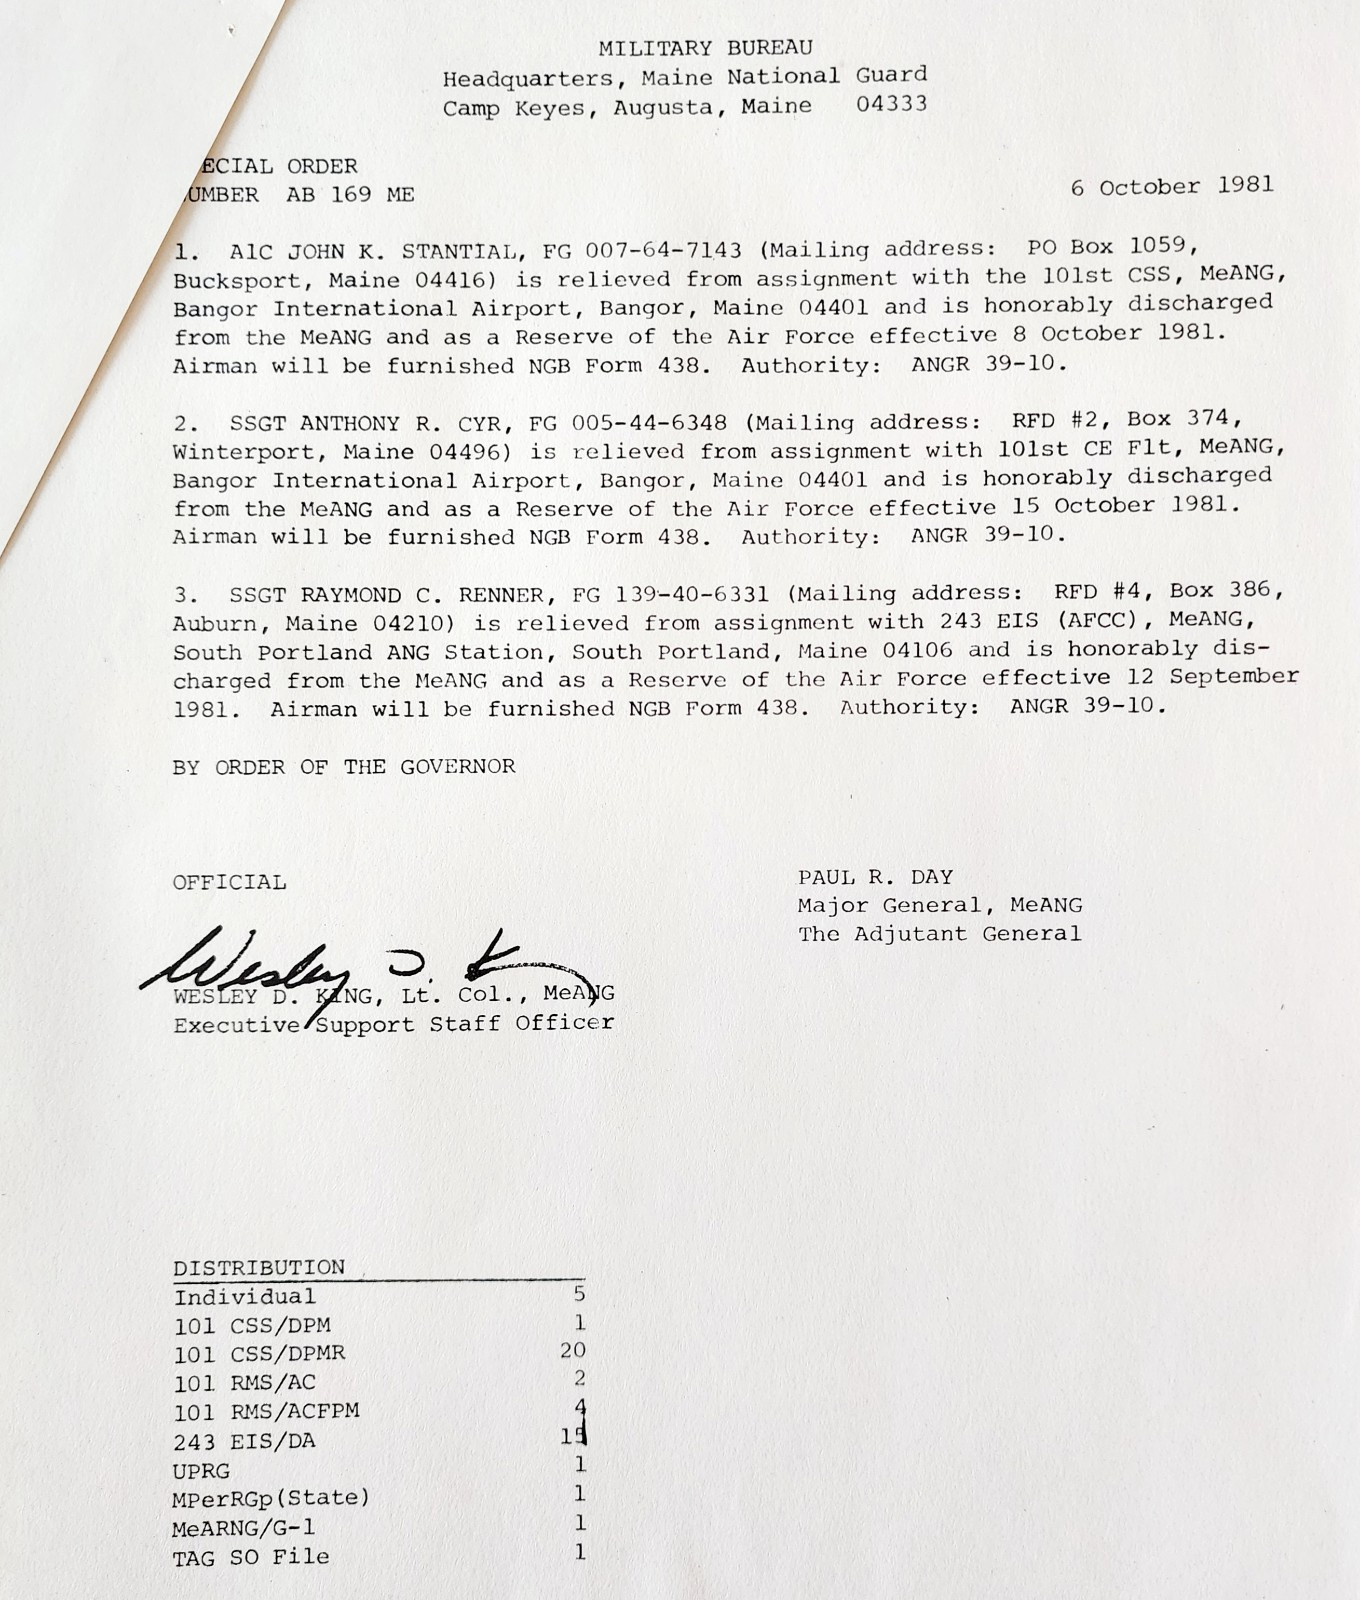 MILITARY BUREAU
Headquarters, Maine National Guard
Camp Keyes, Augusta, Maine 04333
ECIAL ORDER
UMBER AB 169 ME
6 October 1981
1. A1C JOHN K. STANTIAL, FG 007-64-7143 (Mailing address: PO Box 1059,
Bucksport, Maine 04416) is relieved from assignment with the 101st CSS, MeANG,
Bangor International Airport, Bangor, Maine 04401 and is honorably discharged
from the MeANG and as a Reserve of the Air Force effective 8 October 1981.
Airman will be furnished NGB Form 438. Authority: ANGR 39-10.
2. SSGT ANTHONY R. CYR, FG 005-44-6348 (Mailing address: RFD #2, Box 374,
Winterport, Maine 04496) is relieved from assignment with 101st CE Flt, MeANG,
Bangor International Airport, Bangor, Maine 04401 and is honorably discharged
from the MeANG and as a Reserve of the Air Force effective 15 October 1981.
Airman will be furnished NGB Form 438. Authority: ANGR 39-10.
3. SSGT RAYMOND C. RENNER, FG 139-40-6331 (Mailing address: RFD #4, Box 386,
Auburn, Maine 04210) is relieved from assignment with 243 EIS (AFCC), MeANG,
South Portland ANG Station, South Portland, Maine 04106 and is honorably dis-
charged from the MeANG and as a Reserve of the Air Force effective 12 September
1981. Airman will be furnished NGB Form 438. Authority: ANGR 39-10.
BY ORDER OF THE GOVERNOR
OFFICIAL
PAUL R. DAY
Major General, MeANG
The Adjutant General
Wesley D. K
WESLEY D. KING, Lt. Col., MeANG
Executive Support Staff Officer
DISTRIBUTION
Individual 5
101 CSS/DPM 1
101 CSS/DPMR 20
101 RMS/AC 2
101 RMS/ACFPM 4
243 EIS/DA 15
UPRG 1
MPerRGp(State) 1
MeARNG/G-1 1
TAG SO File 1